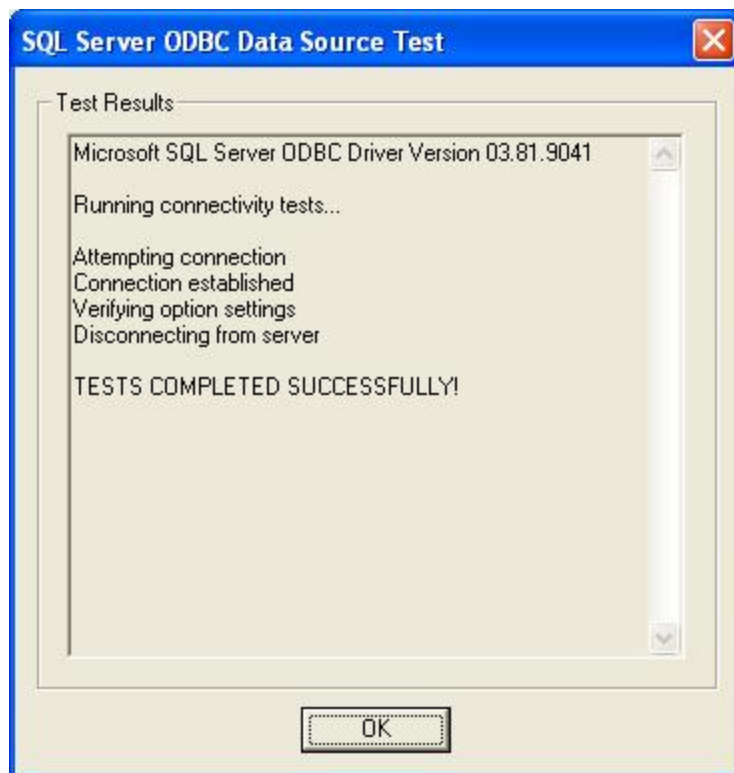 SQL Server ODBC Data Source Test
Test Results
Microsoft SQL Server ODBC Driver Version 03.81.9041
Running connectivity tests...
Attempting connection
Connection established
Verifying option settings
Disconnecting from server
TESTS COMPLETED SUCCESSFULLY!
OK